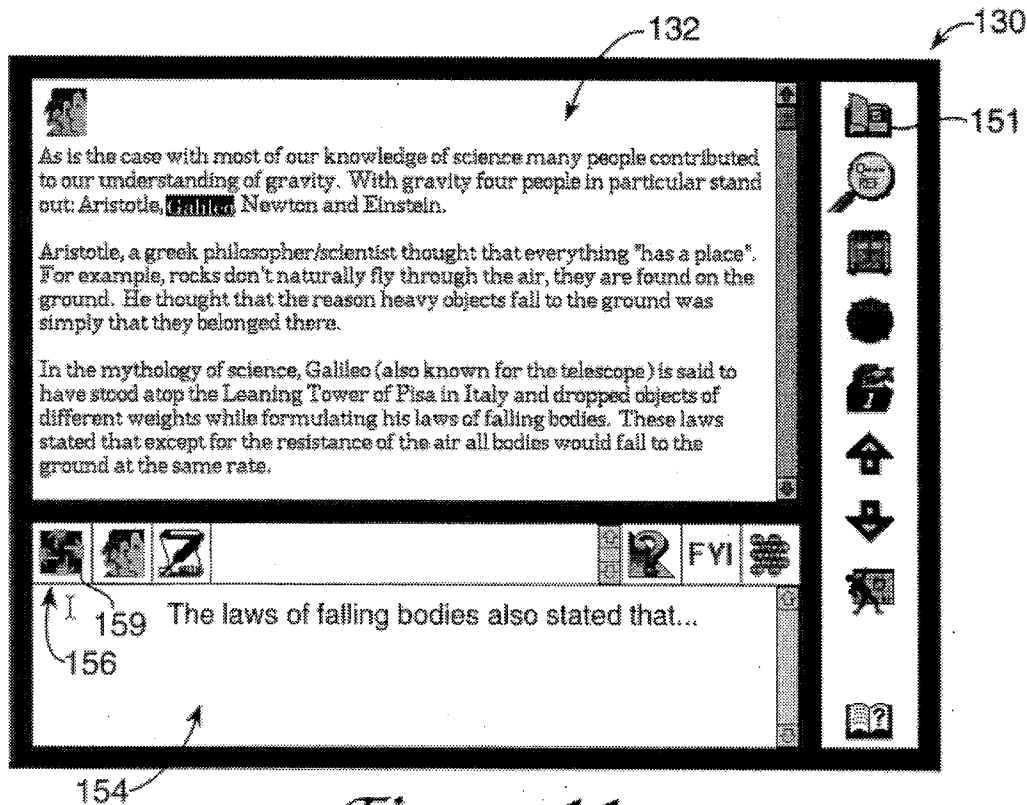 130
132
151
As is the case with most of our knowledge of science many people contributed
to our understanding of gravity. With gravity four people in particular stand
out: Aristotle, Galileo, Newton and Einstein.
Aristotle, a greek philosopher/scientist thought that everything "has a place".
For example, rocks don't naturally fly through the air, they are found on the
ground. He thought that the reason heavy objects fall to the ground was
simply that they belonged there.
In the mythology of science, Galileo (also known for the telescope) is said to
have stood atop the Leaning Tower of Pisa in Italy and dropped objects of
different weights while formulating his laws of falling bodies. These laws
stated that except for the resistance of the air all bodies would fall to the
ground at the same rate.
FYI
159 The laws of falling bodies also stated that...
156
154